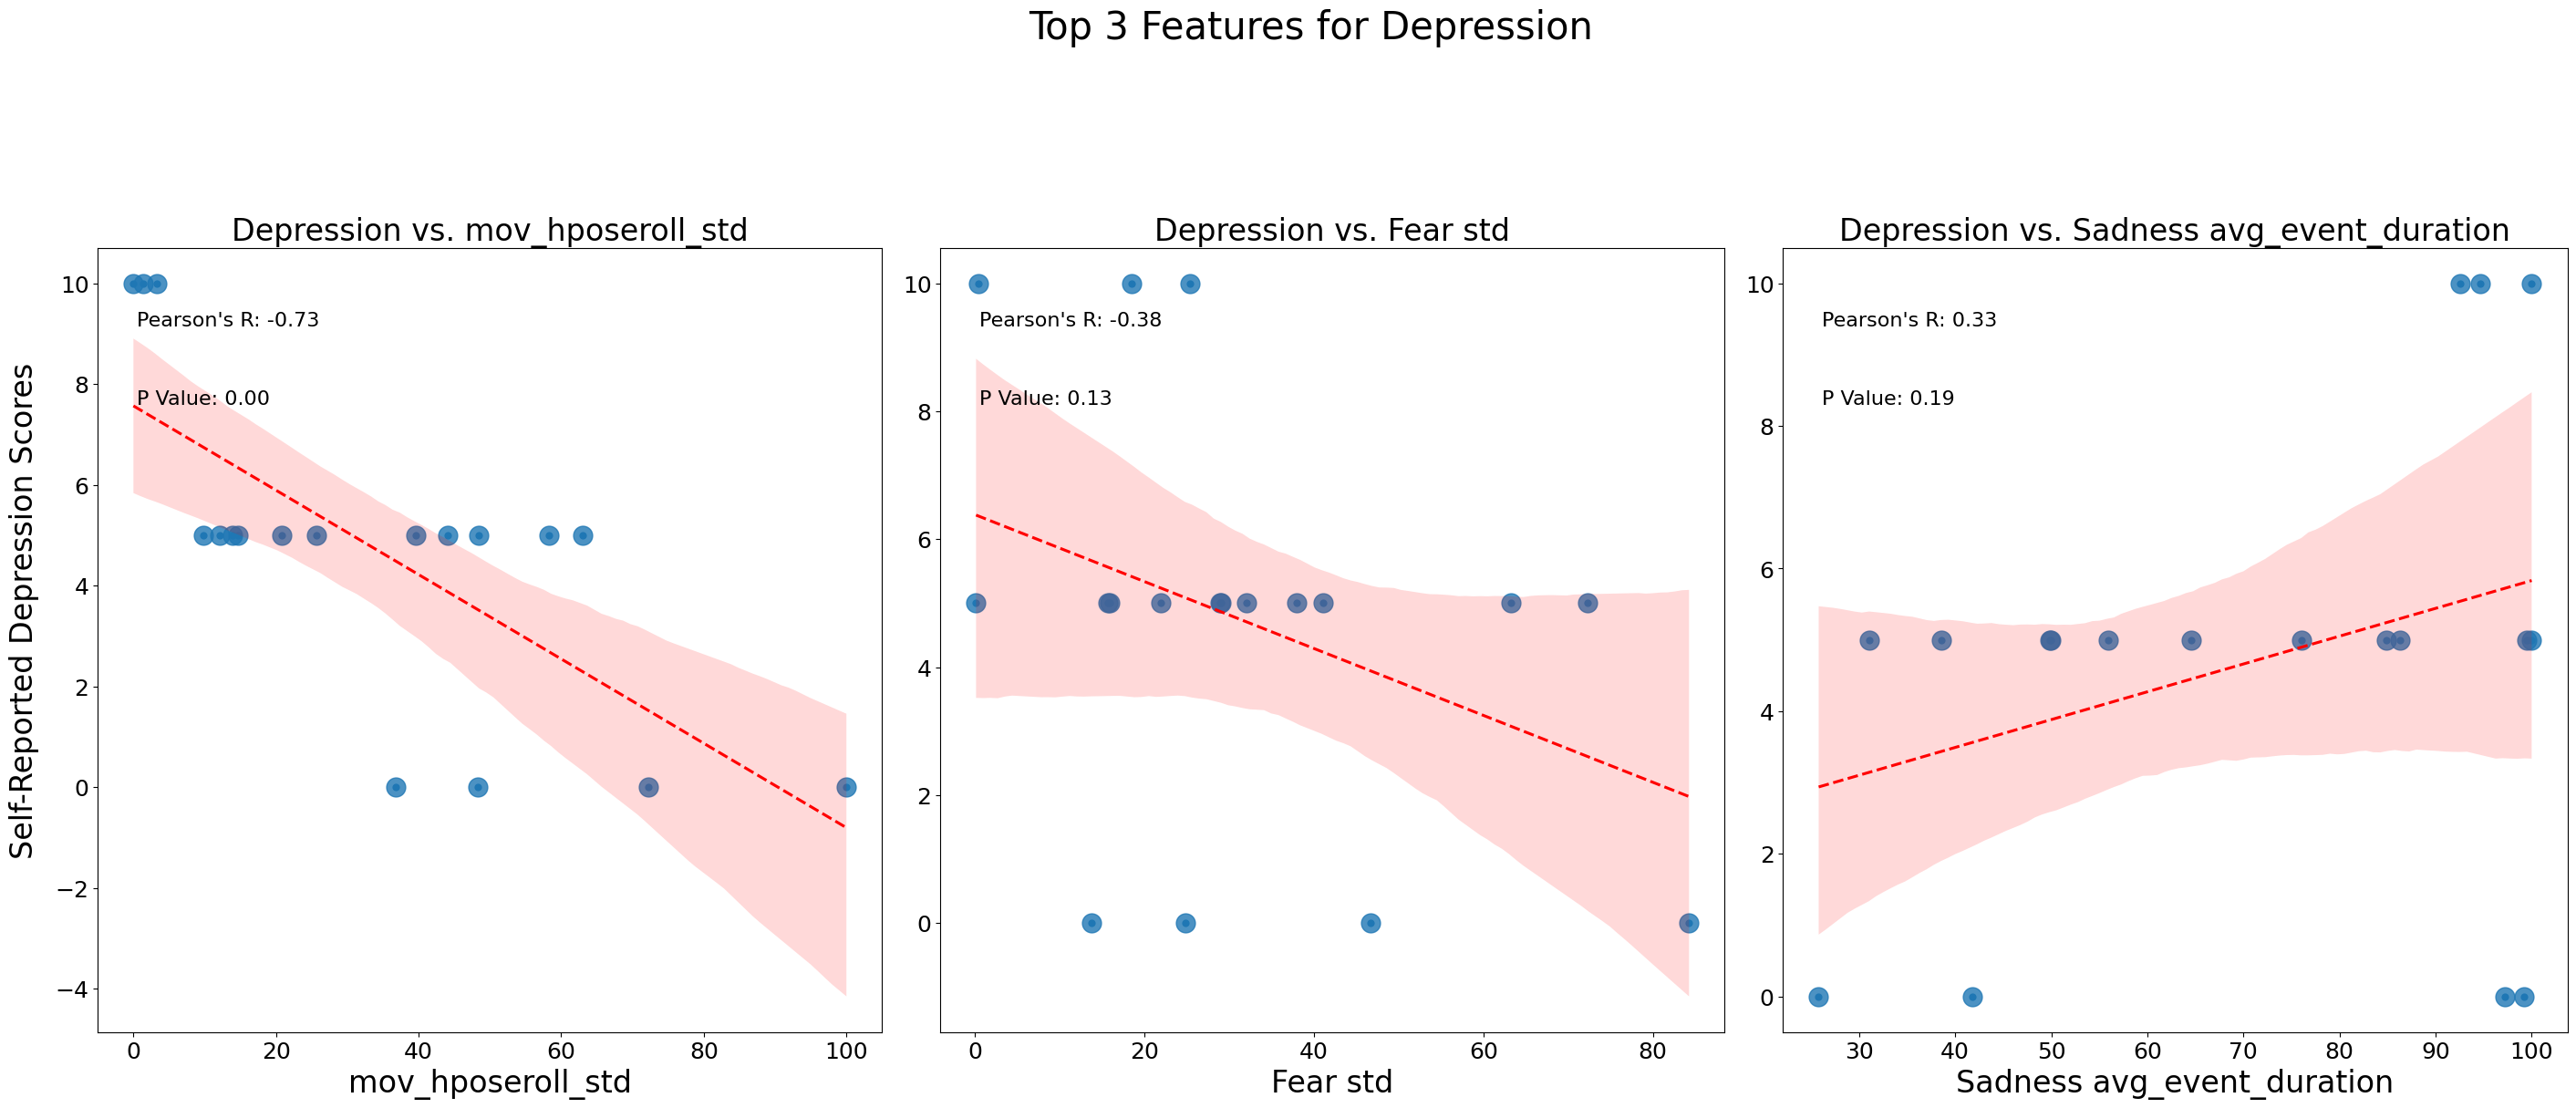 Top 3 Features for Depression
Depression vs. mov_hposeroll_std
Self-Reported Depression Scores
10
8
6
4
2
0
−2
−4
Pearson's R: -0.73
P Value: 0.00
0 20 40 60 80 100
mov_hposeroll_std
Depression vs. Fear std
10
8
6
4
2
0
Pearson's R: -0.38
P Value: 0.13
0 20 40 60 80
Fear std
Depression vs. Sadness avg_event_duration
10
8
6
4
2
0
Pearson's R: 0.33
P Value: 0.19
30 40 50 60 70 80 90 100
Sadness avg_event_duration